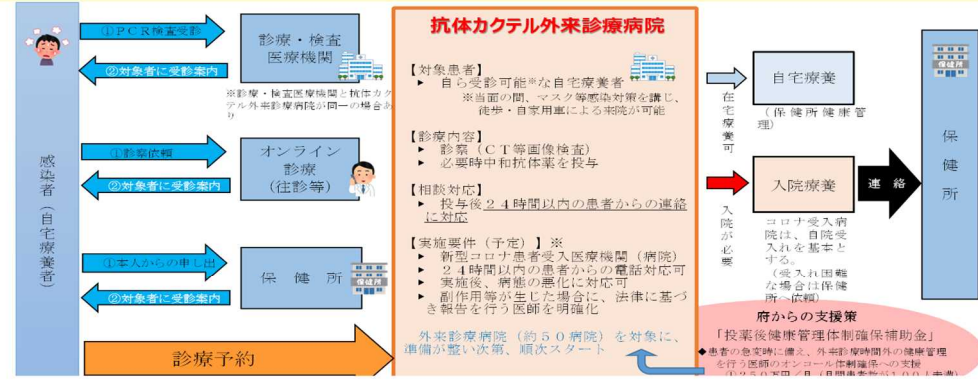 ①ＰＣＲ検査受診
②対象者に受診案内
診療・検査
医療機関
※診療・検査医療機関と抗体カク
テル外来診療病院が同一の場合あ
り
感染者（自宅療養者）
①診察依頼
②対象者に受診案内
オンライン
診療
（往診等）
①本人からの申し出
②対象者に受診案内
保健所
保健所
診療予約
抗体カクテル外来診療病院
【対象患者】
▶ 自ら受診可能※な自宅療養者
※当面の間、マスク等感染対策を講じ、
徒歩・自家用車による来院が可能
【診療内容】
▶ 診察（ＣＴ等画像検査）
▶ 必要時中和抗体薬を投与
【相談対応】
▶ 投与後２４時間以内の患者からの連絡
に対応
【実施要件（予定）】※
▶ 新型コロナ患者受入医療機関（病院）
▶ ２４時間以内の患者からの電話対応可
▶ 実施後、病態の悪化に対応可
▶ 副作用等が生じた場合に、法律に基づ
き報告を行う医師を明確化
外来診療病院（約５０病院）を対象に、
準備が整い次第、順次スタート
在宅療養可
自宅療養
（保健所健康管
理）
入院が必要
入院療養
連絡
コロナ受入病
院は、自院受
入れを基本と
する。
（受入れ困難
な場合は保健
所へ依頼）
保健所
保健所
府からの支援策
「投薬後健康管理体制確保補助金」
◆患者の急変時に備え、外来診療時間外の健康管理
を行う医師のオンコール体制確保への支援